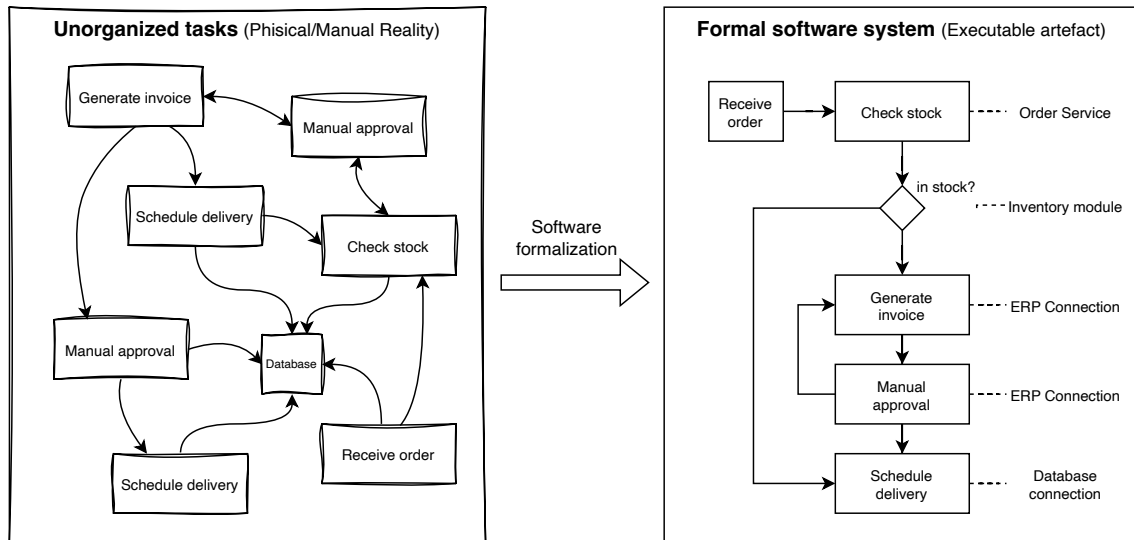 Unorganized tasks (Phisical/Manual Reality)
Generate invoice
Manual approval
Schedule delivery
Check stock
Manual approval
Database
Receive order
Schedule delivery
Software
formalization
Formal software system (Executable artefact)
Receive
order
Check stock
Order Service
in stock?
Inventory module
Generate
invoice
ERP Connection
Manual
approval
ERP Connection
Schedule
delivery
Database
connection